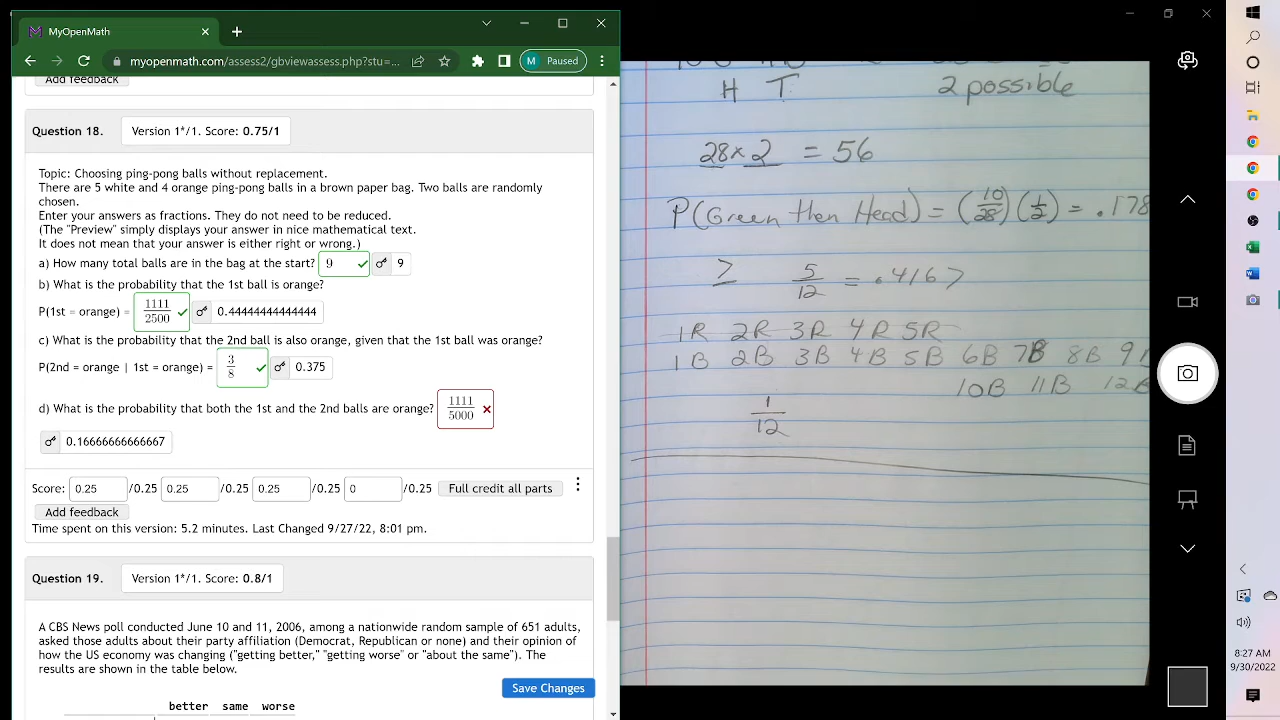 MyOpenMath
myopenmath.com/assess2/gbviewassess.php?stu=...
M Paused
Add feedback
Question 18.
Version 1*/1. Score: 0.75/1
Topic: Choosing ping-pong balls without replacement.
There are 5 white and 4 orange ping-pong balls in a brown paper bag. Two balls are randomly
chosen.
Enter your answers as fractions. They do not need to be reduced.
(The "Preview" simply displays your answer in nice mathematical text.
It does not mean that your answer is either right or wrong.)
a) How many total balls are in the bag at the start? 9 9
b) What is the probability that the 1st ball is orange?
P(1st = orange) = 1111/2500 0.44444444444444
c) What is the probability that the 2nd ball is also orange, given that the 1st ball was orange?
P(2nd = orange | 1st = orange) = 3/8 0.375
d) What is the probability that both the 1st and the 2nd balls are orange? 1111/5000
0.16666666666667
Score: 0.25 /0.25 0.25 /0.25 0.25 /0.25 0 /0.25 Full credit all parts
Add feedback
Time spent on this version: 5.2 minutes. Last Changed 9/27/22, 8:01 pm.
Question 19.
Version 1*/1. Score: 0.8/1
A CBS News poll conducted June 10 and 11, 2006, among a nationwide random sample of 651 adults,
asked those adults about their party affiliation (Democrat, Republican or none) and their opinion of
how the US economy was changing ("getting better," "getting worse" or "about the same"). The
results are shown in the table below.
Save Changes
better same worse
H T 2 possible
28 × 2 = 56
P(Green then Head) = (10/28)(1/2) = .178
5/12 = .4167
1R 2R 3R 4R 5R
1B 2B 3B 4B 5B 6B 7B 8B 9
10B 11B 12B
1/12
8:27 AM
9/30/2022